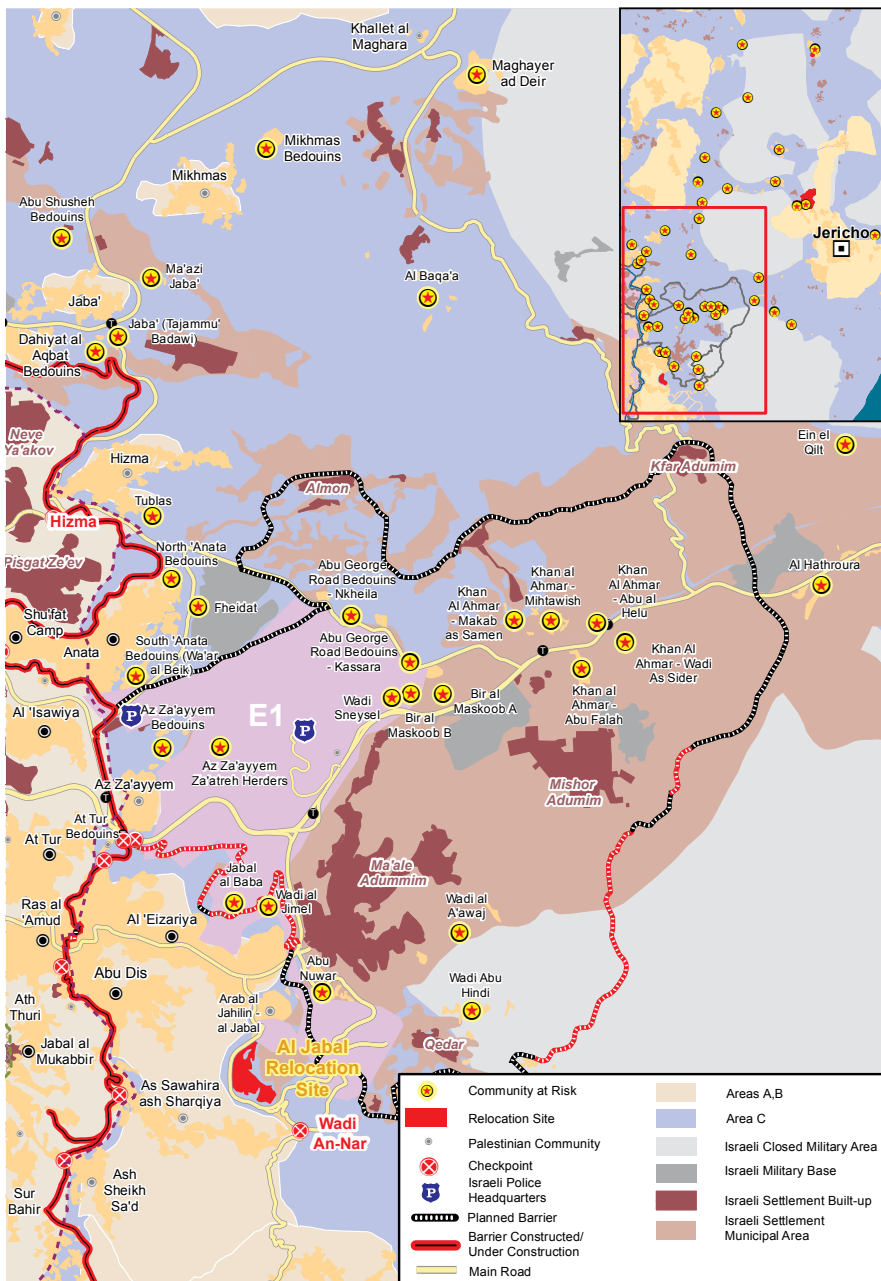 Khallet al
Maghara
Maghayer
ad Deir
Mikhmas
Bedouins
Mikhmas
Abu Shusheh
Bedouins
Ma'azi
Jaba'
Al Baqa'a
Jaba'
Jaba' (Tajammu'
Badawi)
Dahiyat al
Aqbat
Bedouins
Jericho
Neve
Ya'akov
Hizma
Almon
Kfar Adumim
Ein el
Qilt
Tublas
Hizma
Pisgat Ze'ev
North 'Anata
Bedouins
Abu George
Road Bedouins
- Nkheila
Khan
Al Ahmar
- Makab
as Samen
Khan al
Ahmar -
Mihtawish
Khan
Al Ahmar
- Abu al
Helu
Al Hathroura
Fheidat
Shu'fat
Camp
Anata
South 'Anata
Bedouins (Wa'ar
al Beik)
Abu George
Road Bedouins
- Kassara
Khan Al
Ahmar - Wadi
As Sider
Khan al
Ahmar -
Abu Falah
Al 'Isawiya
P
Az Za'ayyem
Bedouins
E1
P
Wadi
Sneysel
Bir al
Maskoob B
Bir al
Maskoob A
Az Za'ayyem
Za'atreh Herders
Az Za'ayyem
Mishor
Adumim
T
T
T
T
T
At Tur
Bedouins
At Tur
Ma'ale
Adummim
Jabal
al Baba
Wadi al
Jimel
Wadi al
A'awaj
Ras al
'Amud
Al 'Eizariya
Abu Dis
Abu
Nuwar
Wadi Abu
Hindi
Ath
Thuri
Arab al
Jahilin -
al Jabal
Jabal al
Mukabbir
Al Jabal
Relocation
Site
Qedar
As Sawahira
ash Sharqiya
Wadi
An-Nar
Ash
Sheikh
Sa'd
Sur
Bahir
Community at Risk
Relocation Site
Palestinian Community
Checkpoint
P
Israeli Police
Headquarters
Planned Barrier
Barrier Constructed/
Under Construction
Main Road
Areas A,B
Area C
Israeli Closed Military Area
Israeli Military Base
Israeli Settlement Built-up
Israeli Settlement
Municipal Area